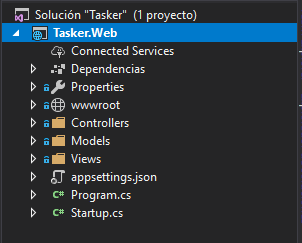 Solución "Tasker" (1 proyecto)
Tasker.Web
Connected Services
Dependencias
Properties
wwwroot
Controllers
Models
Views
appsettings.json
C# Program.cs
C# Startup.cs